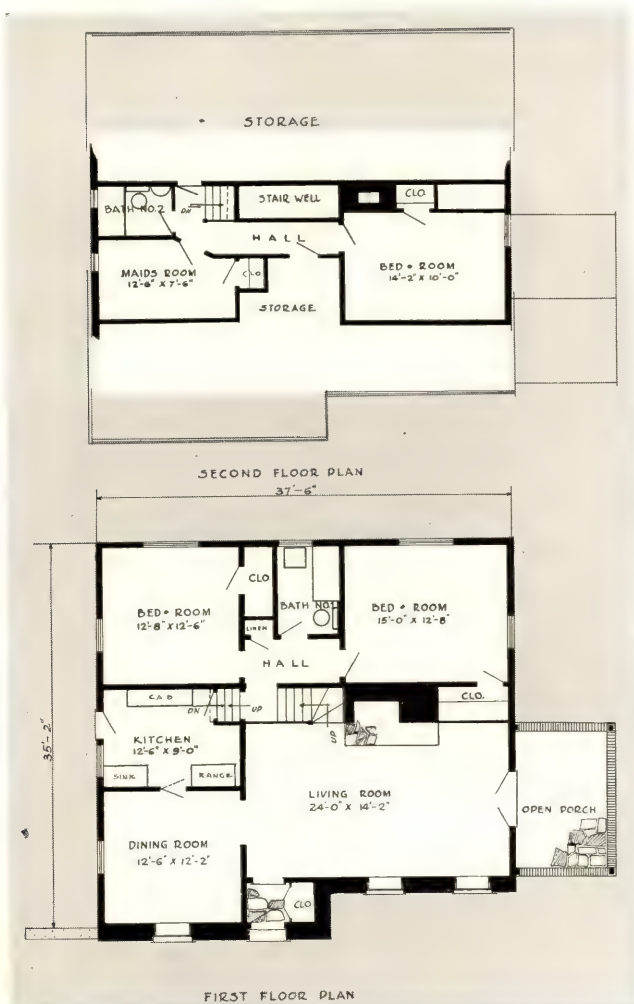 STORAGE
BATH NO.2
DN
STAIR WELL
CLO.
HALL
MAIDS ROOM
12'-6" X 7'-6"
CLO
BED • ROOM
14'-2" X 10'-0"
STORAGE
SECOND FLOOR PLAN
37'-6"
BED • ROOM
12'-8" X 12'-6"
CLO
BATH NO.1
BED • ROOM
15'-0" X 12'-8"
LINEN
HALL
CAB
DN
UP
UP
CLO.
35'-2"
KITCHEN
12'-6" X 9'-0"
SINK
RANGE
LIVING ROOM
24'-0" X 14'-2"
OPEN PORCH
DINING ROOM
12'-6" X 12'-2"
CLO
FIRST FLOOR PLAN